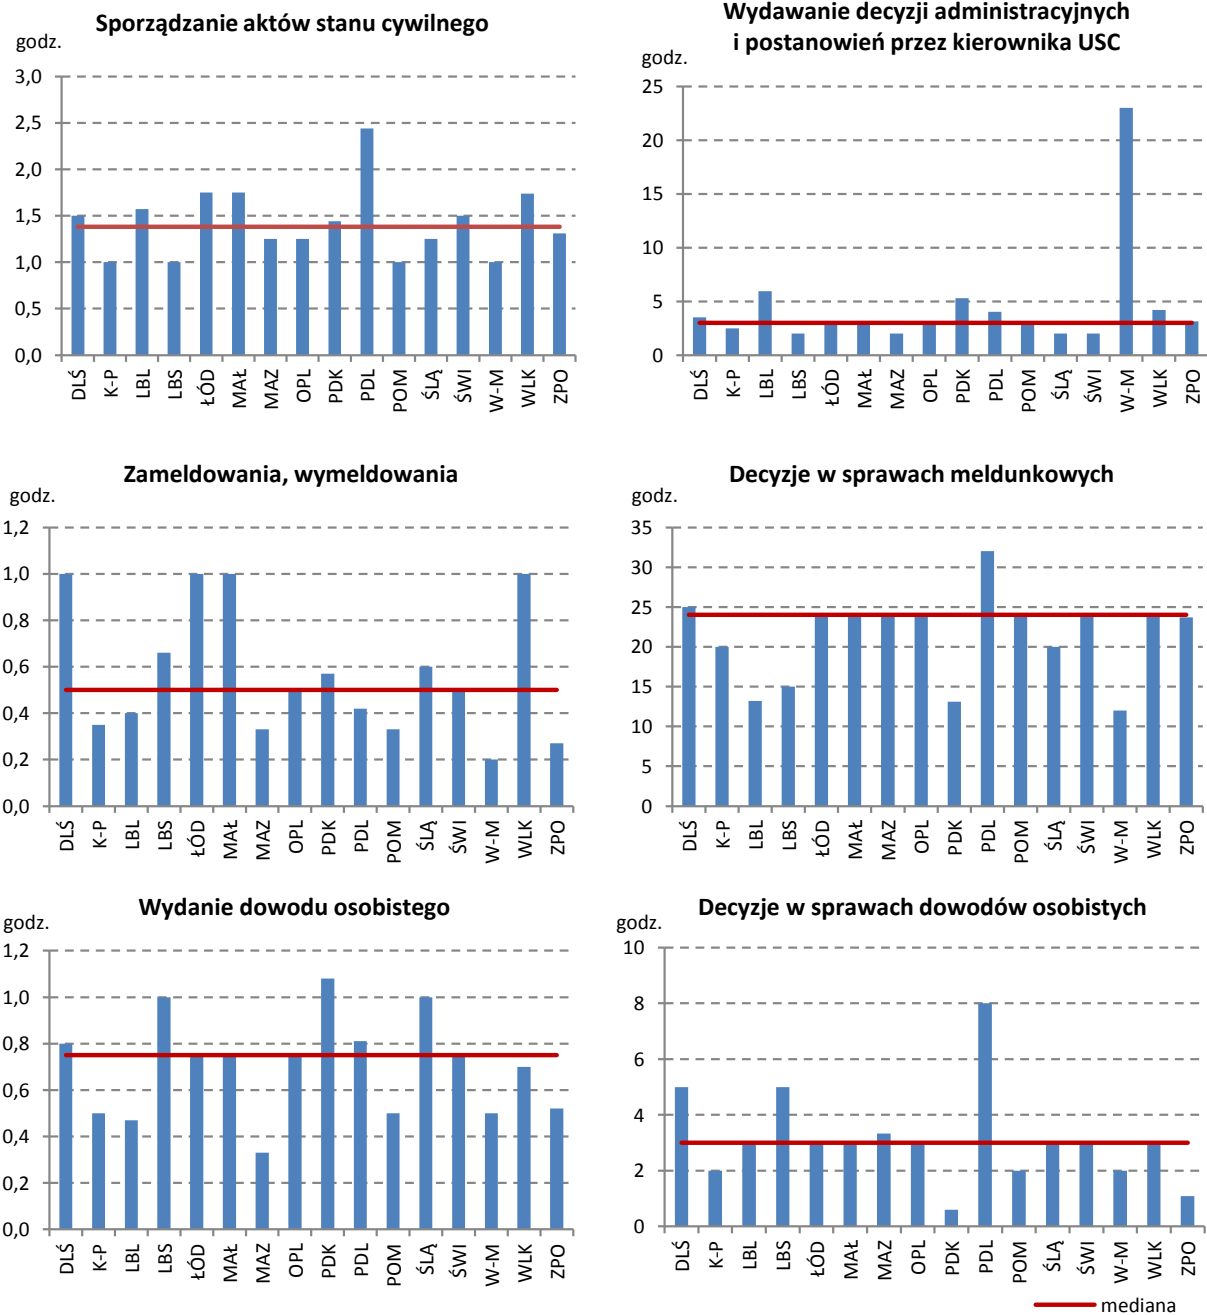 Sporządzanie aktów stanu cywilnego
godz.
3,0
2,5
2,0
1,5
1,0
0,5
0,0
DLŚ K-P LBL LBS ŁÓD MAŁ MAZ OPL PDK PDL POM ŚLĄ ŚWI W-M WLK ZPO
Wydawanie decyzji administracyjnych
i postanowień przez kierownika USC
godz.
25
20
15
10
5
0
DLŚ K-P LBL LBS ŁÓD MAŁ MAZ OPL PDK PDL POM ŚLĄ ŚWI W-M WLK ZPO
Zameldowania, wymeldowania
godz.
1,2
1,0
0,8
0,6
0,4
0,2
0,0
DLŚ K-P LBL LBS ŁÓD MAŁ MAZ OPL PDK PDL POM ŚLĄ ŚWI W-M WLK ZPO
Decyzje w sprawach meldunkowych
godz.
35
30
25
20
15
10
5
0
DLŚ K-P LBL LBS ŁÓD MAŁ MAZ OPL PDK PDL POM ŚLĄ ŚWI W-M WLK ZPO
Wydanie dowodu osobistego
godz.
1,2
1,0
0,8
0,6
0,4
0,2
0,0
DLŚ K-P LBL LBS ŁÓD MAŁ MAZ OPL PDK PDL POM ŚLĄ ŚWI W-M WLK ZPO
Decyzje w sprawach dowodów osobistych
godz.
10
8
6
4
2
0
DLŚ K-P LBL LBS ŁÓD MAŁ MAZ OPL PDK PDL POM ŚLĄ ŚWI W-M WLK ZPO
mediana